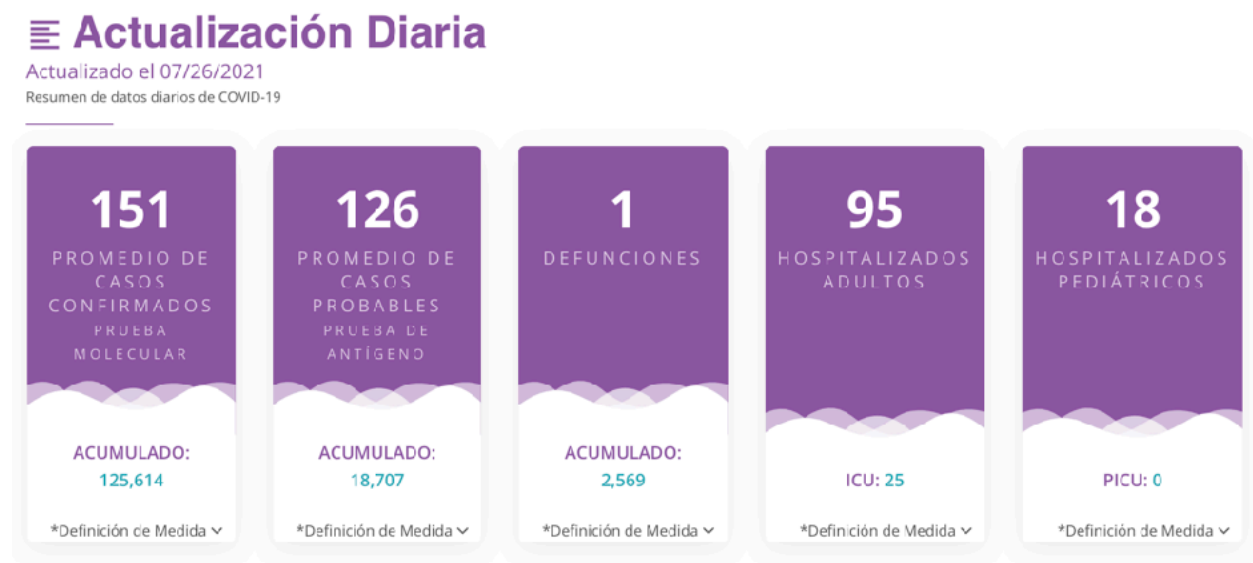 Actualización Diaria
Actualizado el 07/26/2021
Resumen de datos diarios de COVID-19
151
PROMEDIO DE
CASOS
CONFIRMADOS
PRUEBA
MOLECULAR
ACUMULADO:
125,614
*Definición de Medida
126
PROMEDIO DE
CASOS
PROBABLES
PRUEBA DE
ANTÍGENO
ACUMULADO:
18,707
*Definición de Medida
1
DEFUNCIONES
ACUMULADO:
2,569
*Definición de Medida
95
HOSPITALIZADOS
ADULTOS
ICU: 25
*Definición de Medida
18
HOSPITALIZADOS
PEDIÁTRICOS
PICU: 0
*Definición de Medida